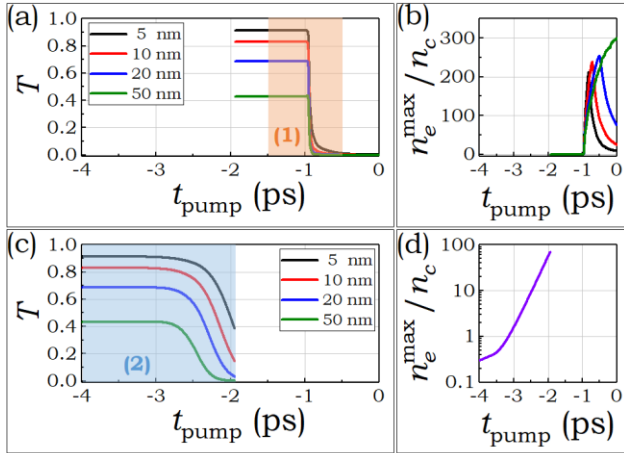 (a)
1.0
0.8
0.6
0.4
0.2
0.0
T
5 nm
10 nm
20 nm
50 nm
(1)
-4 -3 -2 -1 0
t_pump (ps)
(b)
300
200
100
0
n_e^max / n_c
-4 -3 -2 -1 0
t_pump (ps)
(c)
1.0
0.8
0.6
0.4
0.2
0.0
T
5 nm
10 nm
20 nm
50 nm
(2)
-4 -3 -2 -1 0
t_pump (ps)
(d)
100
10
1
0.1
n_e^max / n_c
-4 -3 -2 -1 0
t_pump (ps)